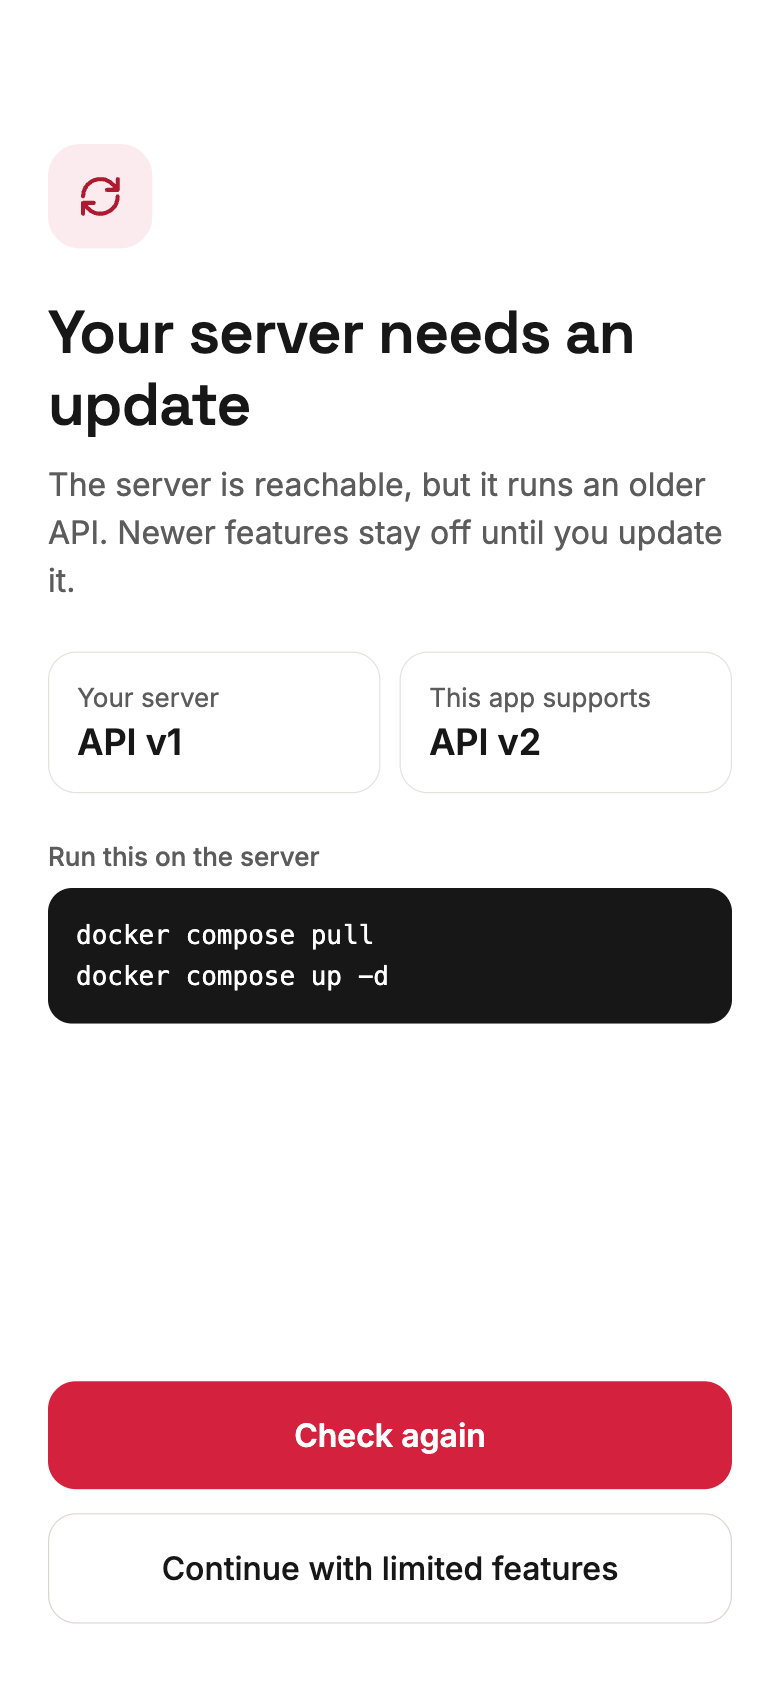 Your server needs an
update
The server is reachable, but it runs an older
API. Newer features stay off until you update
it.
Your server
API v1
This app supports
API v2
Run this on the server
docker compose pull
docker compose up -d
Check again
Continue with limited features